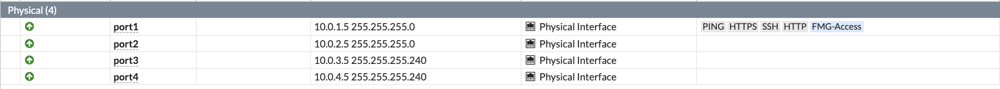 Physical (4)
port1 10.0.1.5 255.255.255.0 Physical Interface PING HTTPS SSH HTTP FMG-Access
port2 10.0.2.5 255.255.255.0 Physical Interface
port3 10.0.3.5 255.255.255.240 Physical Interface
port4 10.0.4.5 255.255.255.240 Physical Interface